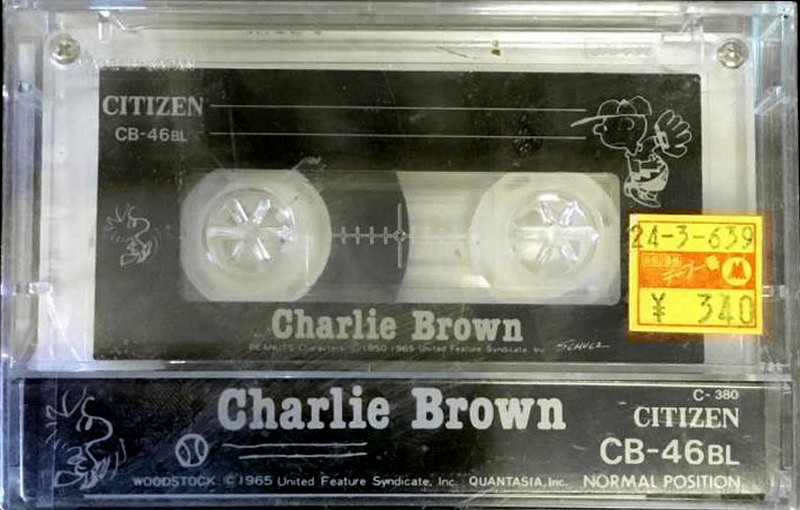 CITIZEN
CB-46BL
24-3-639
¥ 340
Charlie Brown
PEANUTS Characters © 1950 1965 United Feature Syndicate, Inc.
SCHULZ
Charlie Brown
C-380
CITIZEN
CB-46BL
WOODSTOCK © 1965 United Feature Syndicate, Inc. QUANTASIA, Inc. NORMAL POSITION